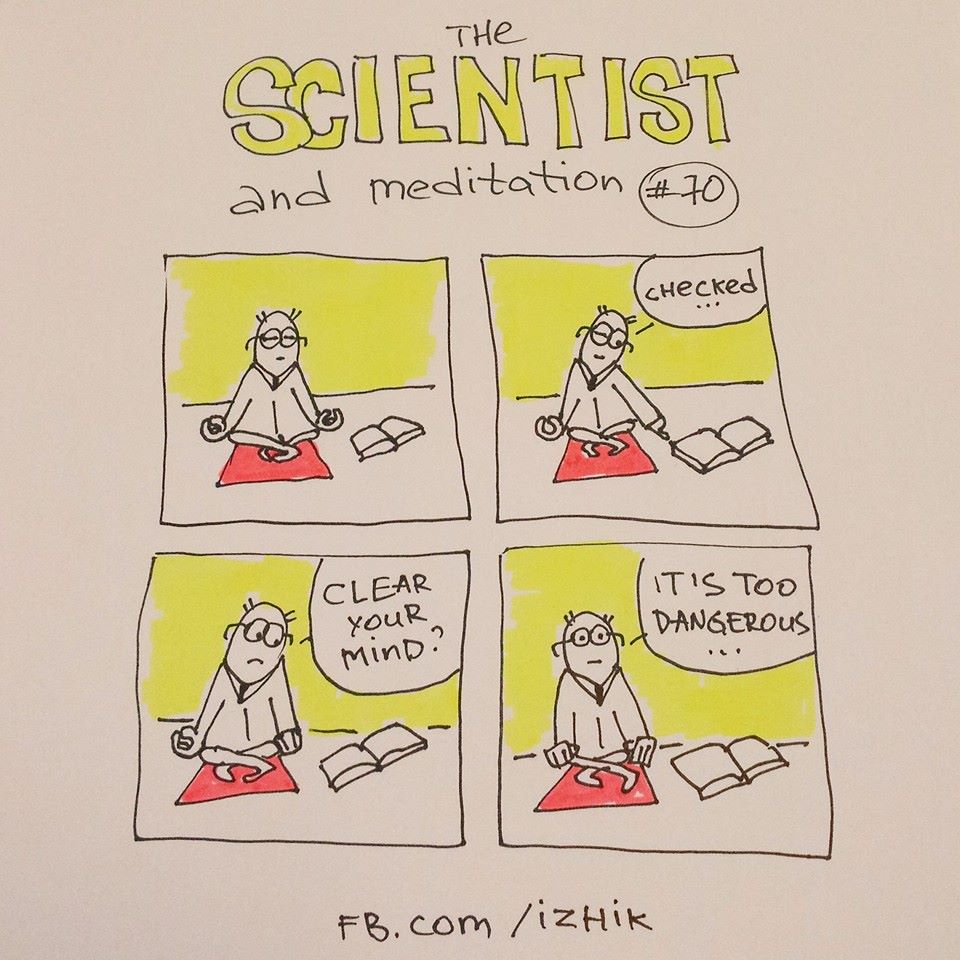 THE
SCIENTIST
and meditation #70
CHECKED
...
CLEAR
YOUR
MIND?
IT'S TOO
DANGEROUS
...
FB.COM/IZHIK